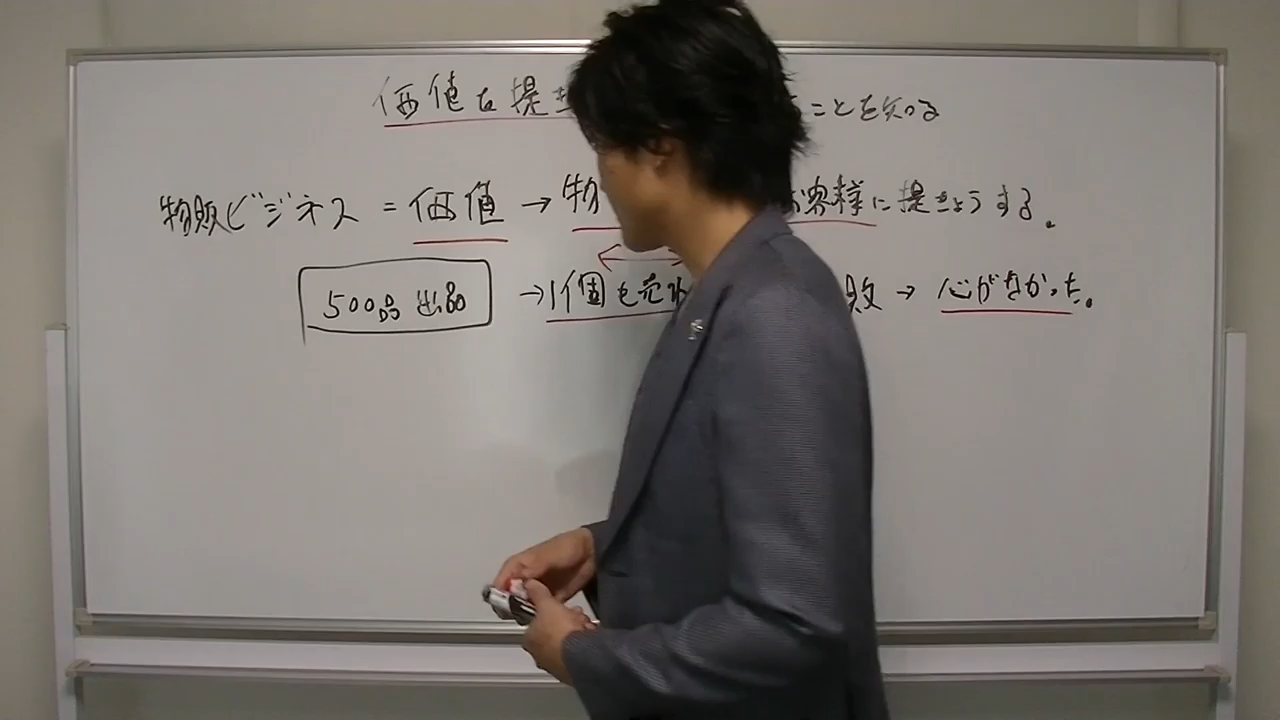 価値を提 ことを知る
物販ビジネス = 価値 → 物 お客様に提きょうする。
500品 出品 → 1個も売れ 敗 → 心がなかった。